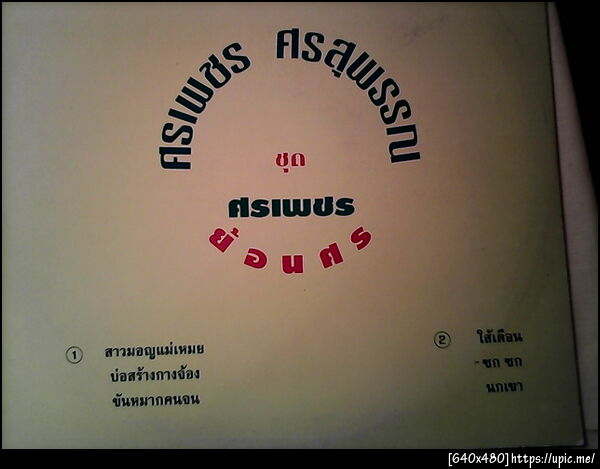 ศรเพชร ศรสุพรรณ
ชุด
ศรเพชร
ย้อนศร
1 สาวมอญแม่เหมย
บ่อสร้างกางจ้อง
ขันหมากคนจน
2 ใส้เดือน
-ซก ซก
นกเขา
[640x480]https://upic.me/